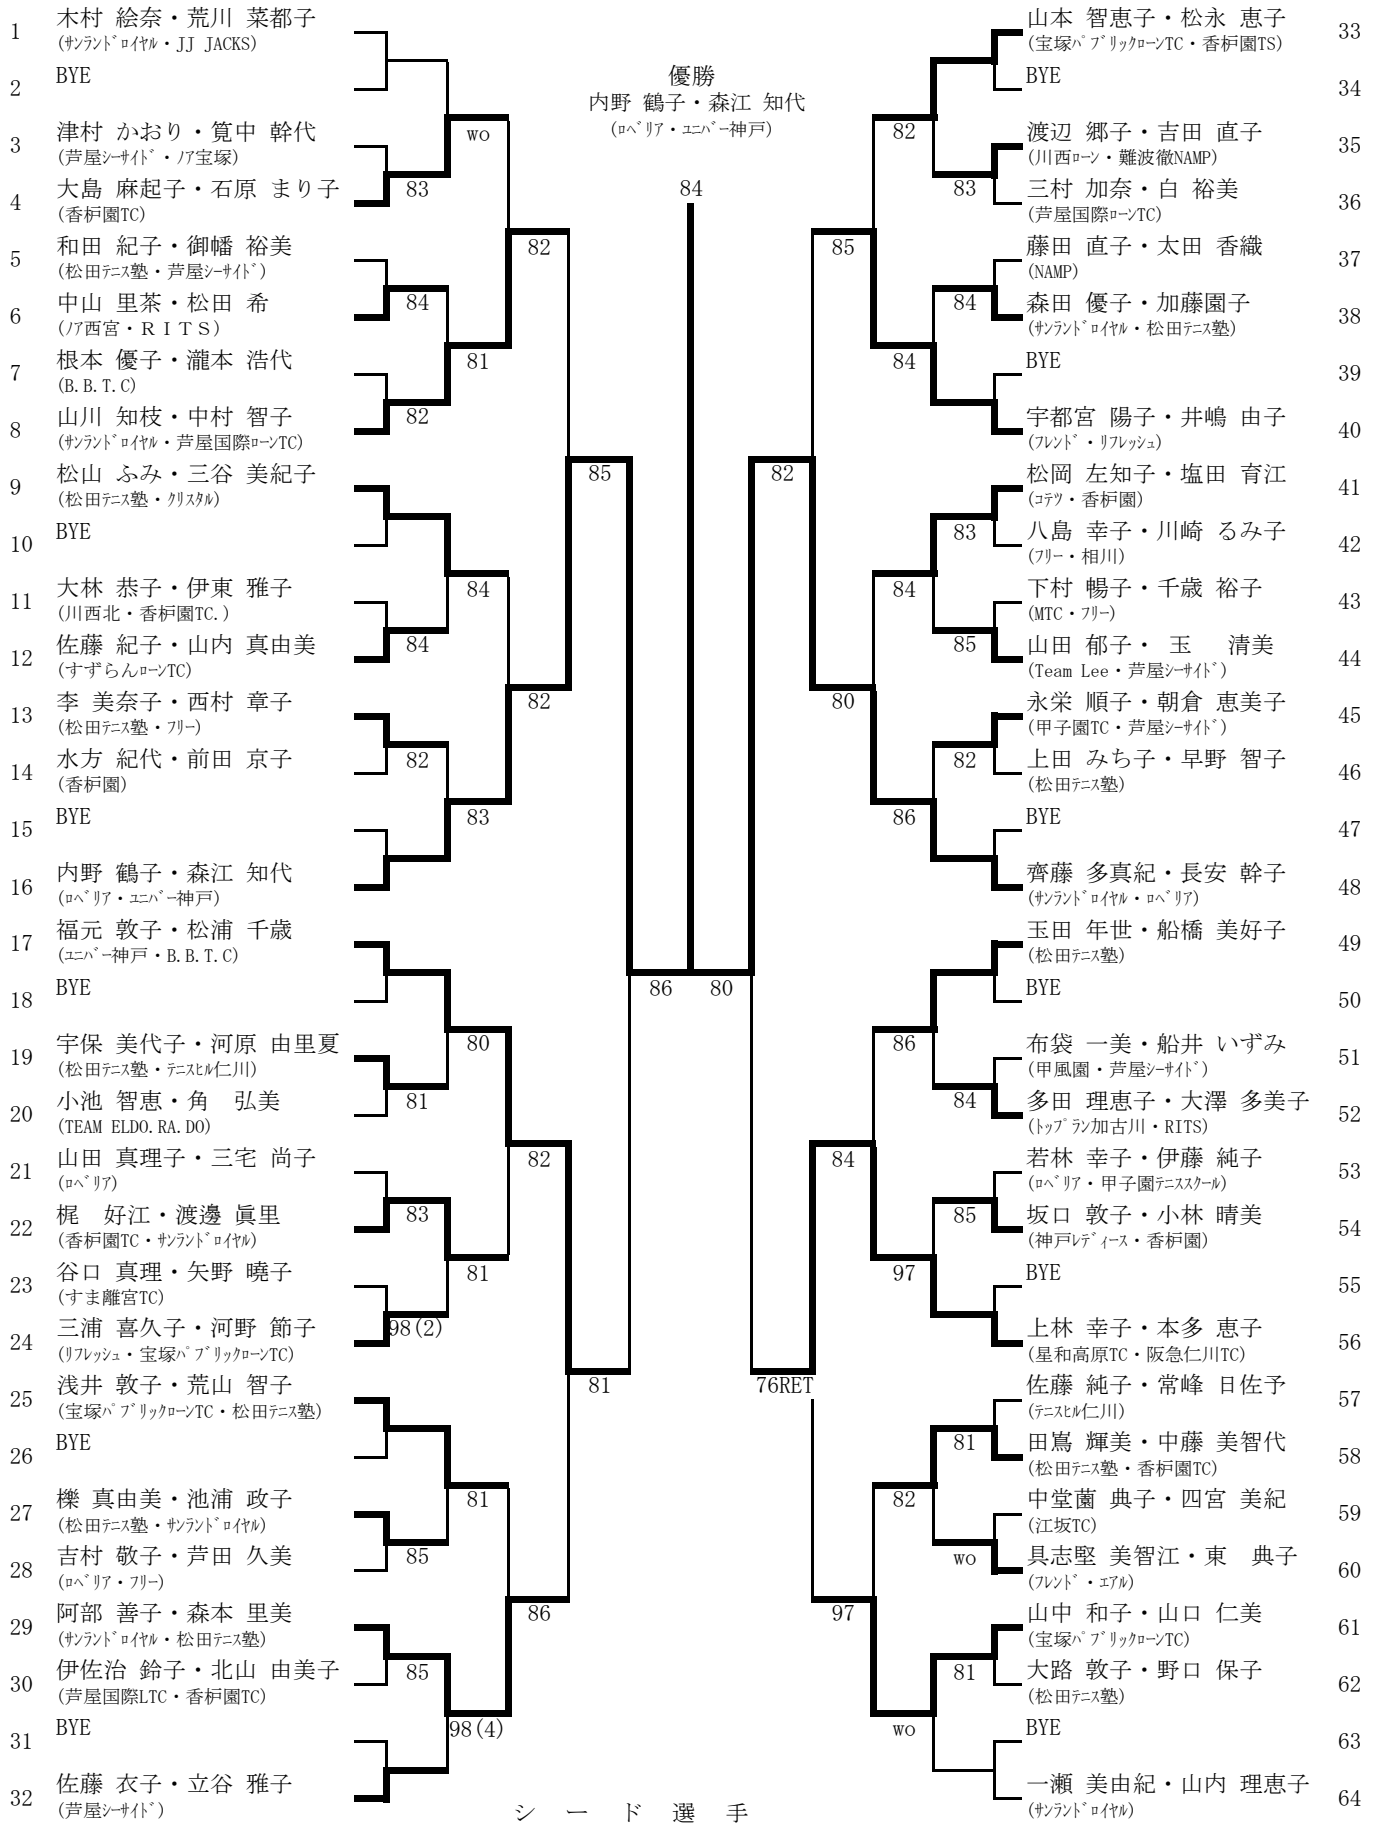 優勝
内野 鶴子・森江 知代
(ロベリア・ユニバー神戸)
84
1 木村 絵奈・荒川 菜都子
(サンランドロイヤル・JJ JACKS)
2 BYE
3 津村 かおり・筧中 幹代
(芦屋シーサイド・ノア宝塚)
4 大島 麻起子・石原 まり子
(香枦園TC)
5 和田 紀子・御幡 裕美
(松田テニス塾・芦屋シーサイド)
6 中山 里茶・松田 希
(ノア西宮・ＲＩＴＳ)
7 根本 優子・瀧本 浩代
(B.B.T.C)
8 山川 知枝・中村 智子
(サンランドロイヤル・芦屋国際ローンTC)
9 松山 ふみ・三谷 美紀子
(松田テニス塾・クリスタル)
10 BYE
11 大林 恭子・伊東 雅子
(川西北・香枦園TC.)
12 佐藤 紀子・山内 真由美
(すずらんローンTC)
13 李 美奈子・西村 章子
(松田テニス塾・フリー)
14 水方 紀代・前田 京子
(香枦園)
15 BYE
16 内野 鶴子・森江 知代
(ロベリア・ユニバー神戸)
17 福元 敦子・松浦 千歳
(ユニバー神戸・B.B.T.C)
18 BYE
19 宇保 美代子・河原 由里夏
(松田テニス塾・テニスヒル仁川)
20 小池 智恵・角　弘美
(TEAM ELDO.RA.DO)
21 山田 真理子・三宅 尚子
(ロベリア)
22 梶　好江・渡邊 眞里
(香枦園TC・サンランドロイヤル)
23 谷口 真理・矢野 曉子
(すま離宮TC)
24 三浦 喜久子・河野 節子
(リフレッシュ・宝塚パブリックローンTC)
25 浅井 敦子・荒山 智子
(宝塚パブリックローンTC・松田テニス塾)
26 BYE
27 櫟 真由美・池浦 政子
(松田テニス塾・サンランドロイヤル)
28 吉村 敬子・芦田 久美
(ロベリア・フリー)
29 阿部 善子・森本 里美
(サンランドロイヤル・松田テニス塾)
30 伊佐治 鈴子・北山 由美子
(芦屋国際LTC・香枦園TC)
31 BYE
32 佐藤 衣子・立谷 雅子
(芦屋シーサイド)
83
84
82
84
82
81
83
98(2)
85
85
wo
81
84
83
80
81
81
98(4)
82
82
82
86
85
81
86
80
82
76RET
85
80
84
97
82
84
84
86
86
97
82
wo
83
84
83
85
82
84
85
81
wo
81
山本 智恵子・松永 恵子 33
(宝塚パブリックローンTC・香枦園TS)
BYE 34
渡辺 郷子・吉田 直子 35
(川西ローン・難波徹NAMP)
三村 加奈・白 裕美 36
(芦屋国際ローンTC)
藤田 直子・太田 香織 37
(NAMP)
森田 優子・加藤園子 38
(サンランドロイヤル・松田テニス塾)
BYE 39
宇都宮 陽子・井嶋 由子 40
(フレンド・リフレッシュ)
松岡 左知子・塩田 育江 41
(コテツ・香枦園)
八島 幸子・川崎 るみ子 42
(フリー・相川)
下村 暢子・千歳 裕子 43
(MTC・フリー)
山田 郁子・ 玉　清美 44
(Team Lee・芦屋シーサイド)
永栄 順子・朝倉 恵美子 45
(甲子園TC・芦屋シーサイド)
上田 みち子・早野 智子 46
(松田テニス塾)
BYE 47
齊藤 多真紀・長安 幹子 48
(サンランドロイヤル・ロベリア)
玉田 年世・船橋 美好子 49
(松田テニス塾)
BYE 50
布袋 一美・船井 いずみ 51
(甲風園・芦屋シーサイド)
多田 理恵子・大澤 多美子 52
(トップラン加古川・RITS)
若林 幸子・伊藤 純子 53
(ロベリア・甲子園テニススクール)
坂口 敦子・小林 晴美 54
(神戸レディース・香枦園)
BYE 55
上林 幸子・本多 恵子 56
(星和高原TC・阪急仁川TC)
佐藤 純子・常峰 日佐予 57
(テニスヒル仁川)
田嶌 輝美・中藤 美智代 58
(松田テニス塾・香枦園TC)
中堂薗 典子・四宮 美紀 59
(江坂TC)
具志堅 美智江・東　典子 60
(フレンド・エアル)
山中 和子・山口 仁美 61
(宝塚パブリックローンTC)
大路 敦子・野口 保子 62
(松田テニス塾)
BYE 63
一瀬 美由紀・山内 理恵子 64
(サンランドロイヤル)
シ　ー　ド　選　手